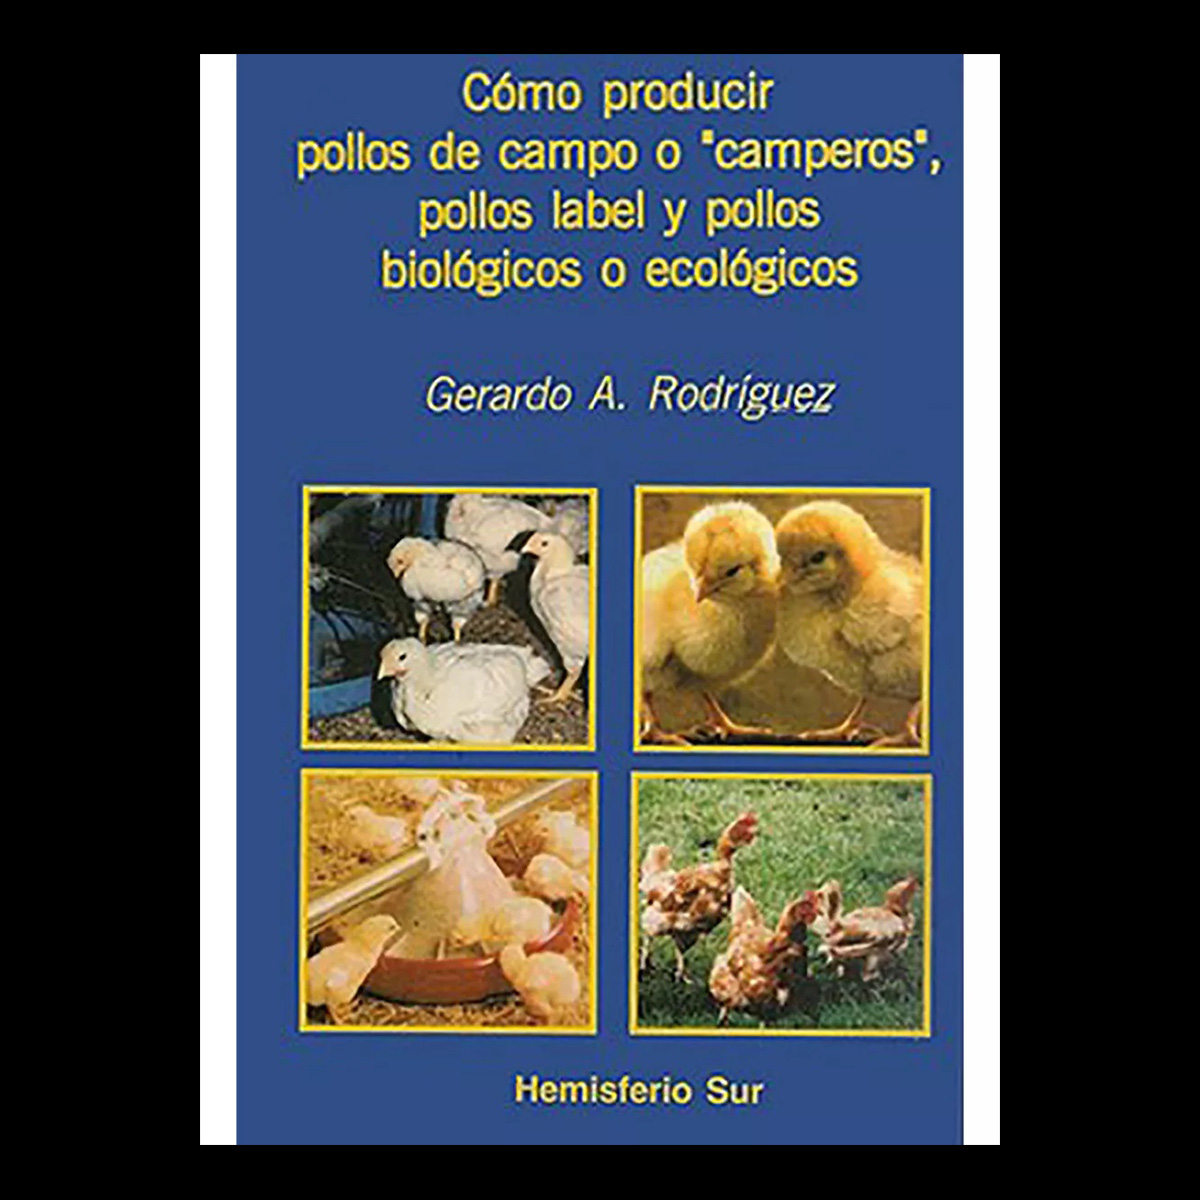 Cómo producir
pollos de campo o "camperos",
pollos label y pollos
biológicos o ecológicos
Gerardo A. Rodríguez
Hemisferio Sur